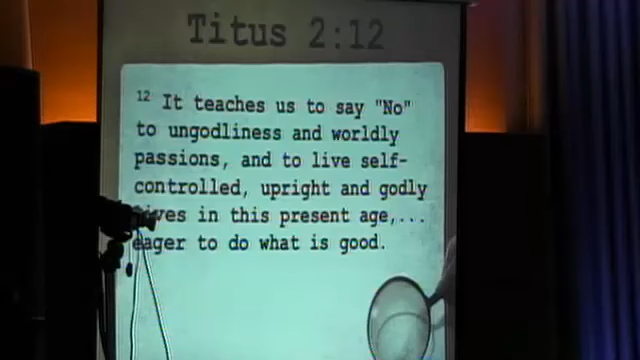 Titus 2:12
12 It teaches us to say "No"
to ungodliness and worldly
passions, and to live self-
controlled, upright and godly
lives in this present age,...
eager to do what is good.